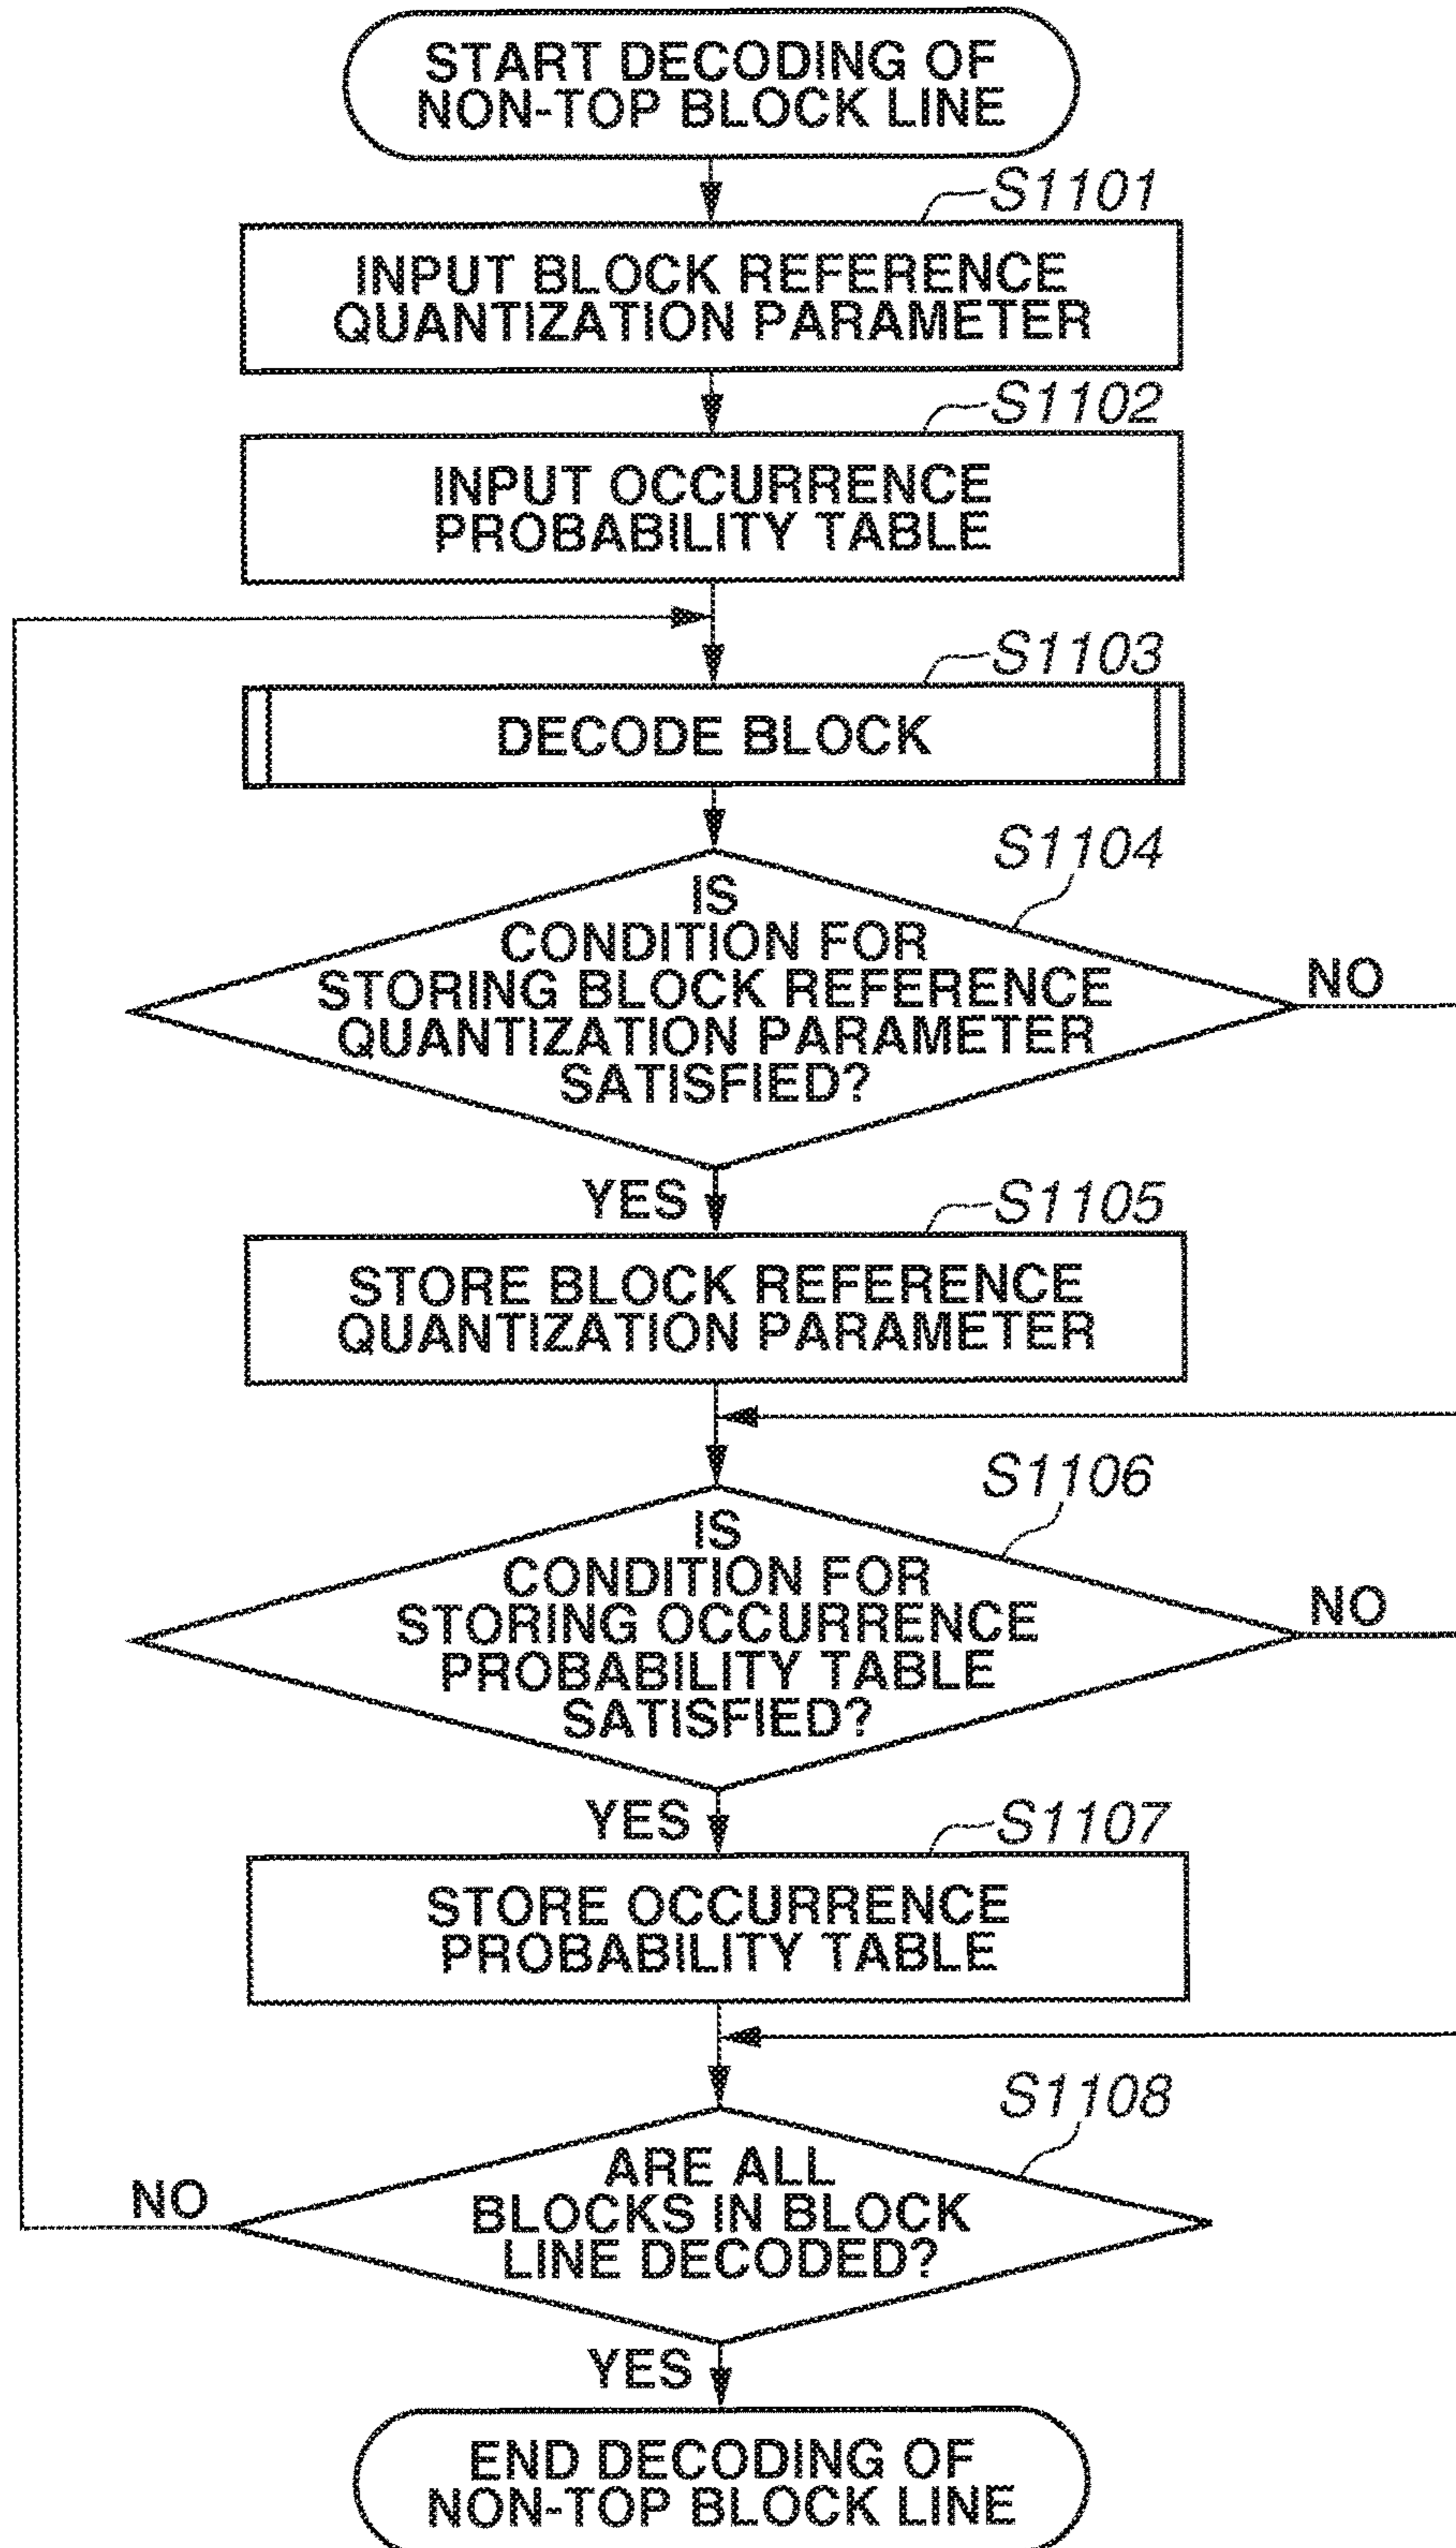 START DECODING OF
NON-TOP BLOCK LINE
S1101
INPUT BLOCK REFERENCE
QUANTIZATION PARAMETER
S1102
INPUT OCCURRENCE
PROBABILITY TABLE
S1103
DECODE BLOCK
S1104
IS
CONDITION FOR
STORING BLOCK REFERENCE
QUANTIZATION PARAMETER
SATISFIED?
NO
YES
S1105
STORE BLOCK REFERENCE
QUANTIZATION PARAMETER
S1106
IS
CONDITION FOR
STORING OCCURRENCE
PROBABILITY TABLE
SATISFIED?
NO
YES
S1107
STORE OCCURRENCE
PROBABILITY TABLE
S1108
ARE ALL
BLOCKS IN BLOCK
LINE DECODED?
NO
YES
END DECODING OF
NON-TOP BLOCK LINE